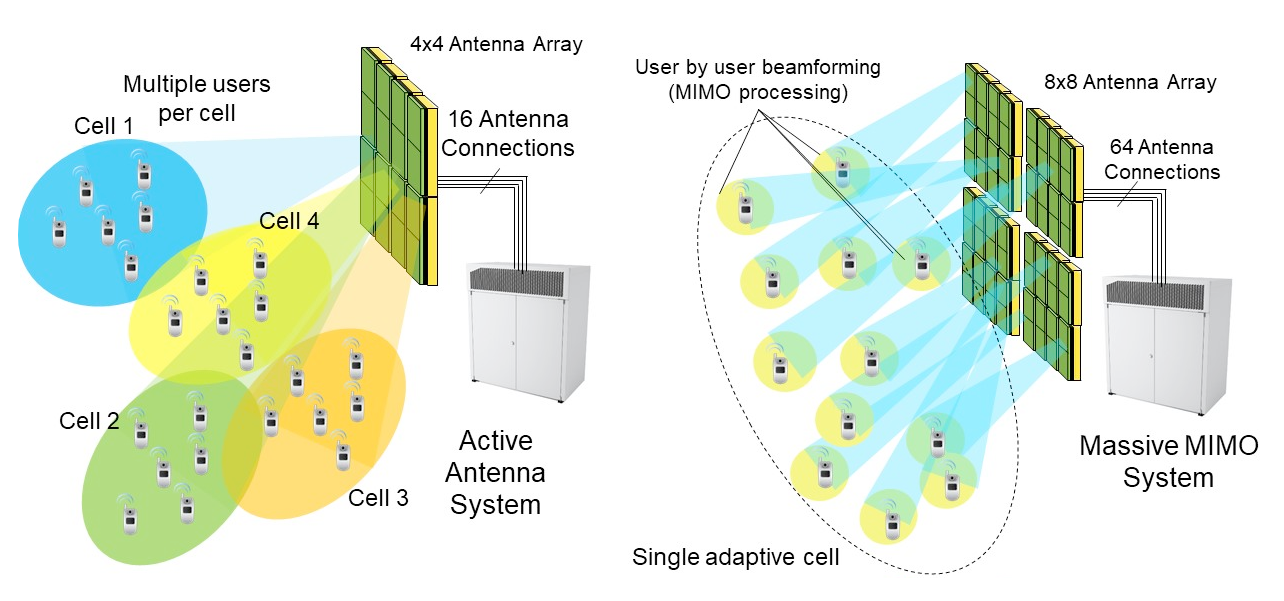 4x4 Antenna Array
Multiple users
per cell
Cell 1
16 Antenna
Connections
Cell 4
Cell 2
Cell 3
Active
Antenna
System
User by user beamforming
(MIMO processing)
8x8 Antenna Array
64 Antenna
Connections
Massive MIMO
System
Single adaptive cell